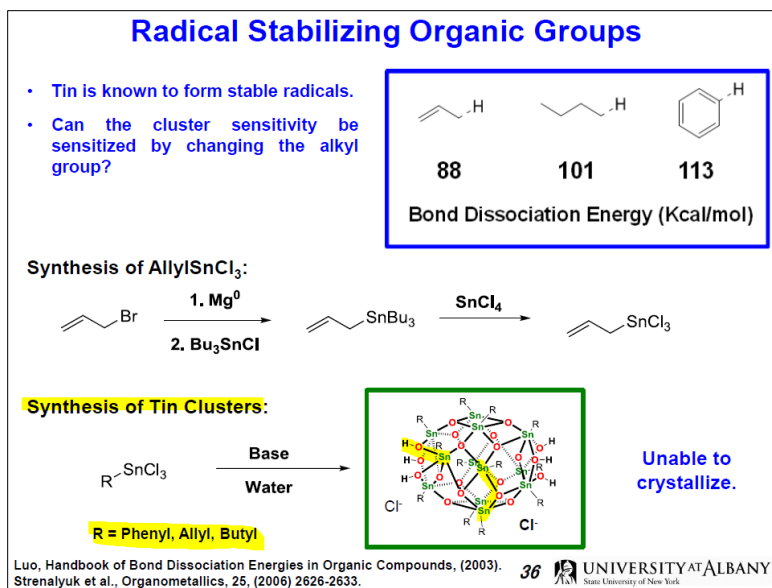 Radical Stabilizing Organic Groups
• Tin is known to form stable radicals.
• Can the cluster sensitivity be
sensitized by changing the alkyl
group?
H H H
88 101 113
Bond Dissociation Energy (Kcal/mol)
Synthesis of AllylSnCl3:
Br
1. Mg0
2. Bu3SnCl
SnBu3
SnCl4
SnCl3
Synthesis of Tin Clusters:
R SnCl3
Base
Water
R = Phenyl, Allyl, Butyl
Cl-
Cl-
Unable to
crystallize.
Luo, Handbook of Bond Dissociation Energies in Organic Compounds, (2003).
Strenalyuk et al., Organometallics, 25, (2006) 2626-2633.
36
UNIVERSITY AT ALBANY
State University of New York